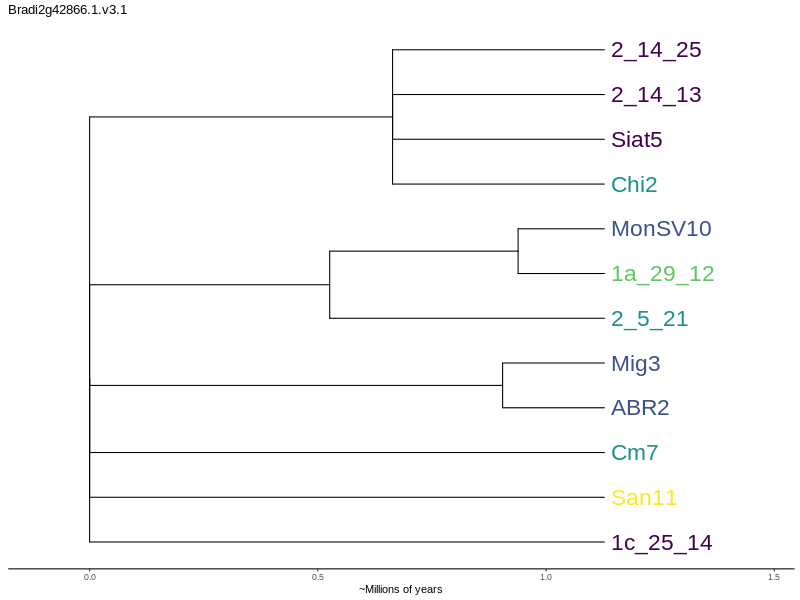 Bradi2g42866.1.v3.1
2_14_25
2_14_13
Siat5
Chi2
MonSV10
1a_29_12
2_5_21
Mig3
ABR2
Cm7
San11
1c_25_14
0.0 0.5 1.0 1.5
~Millions of years